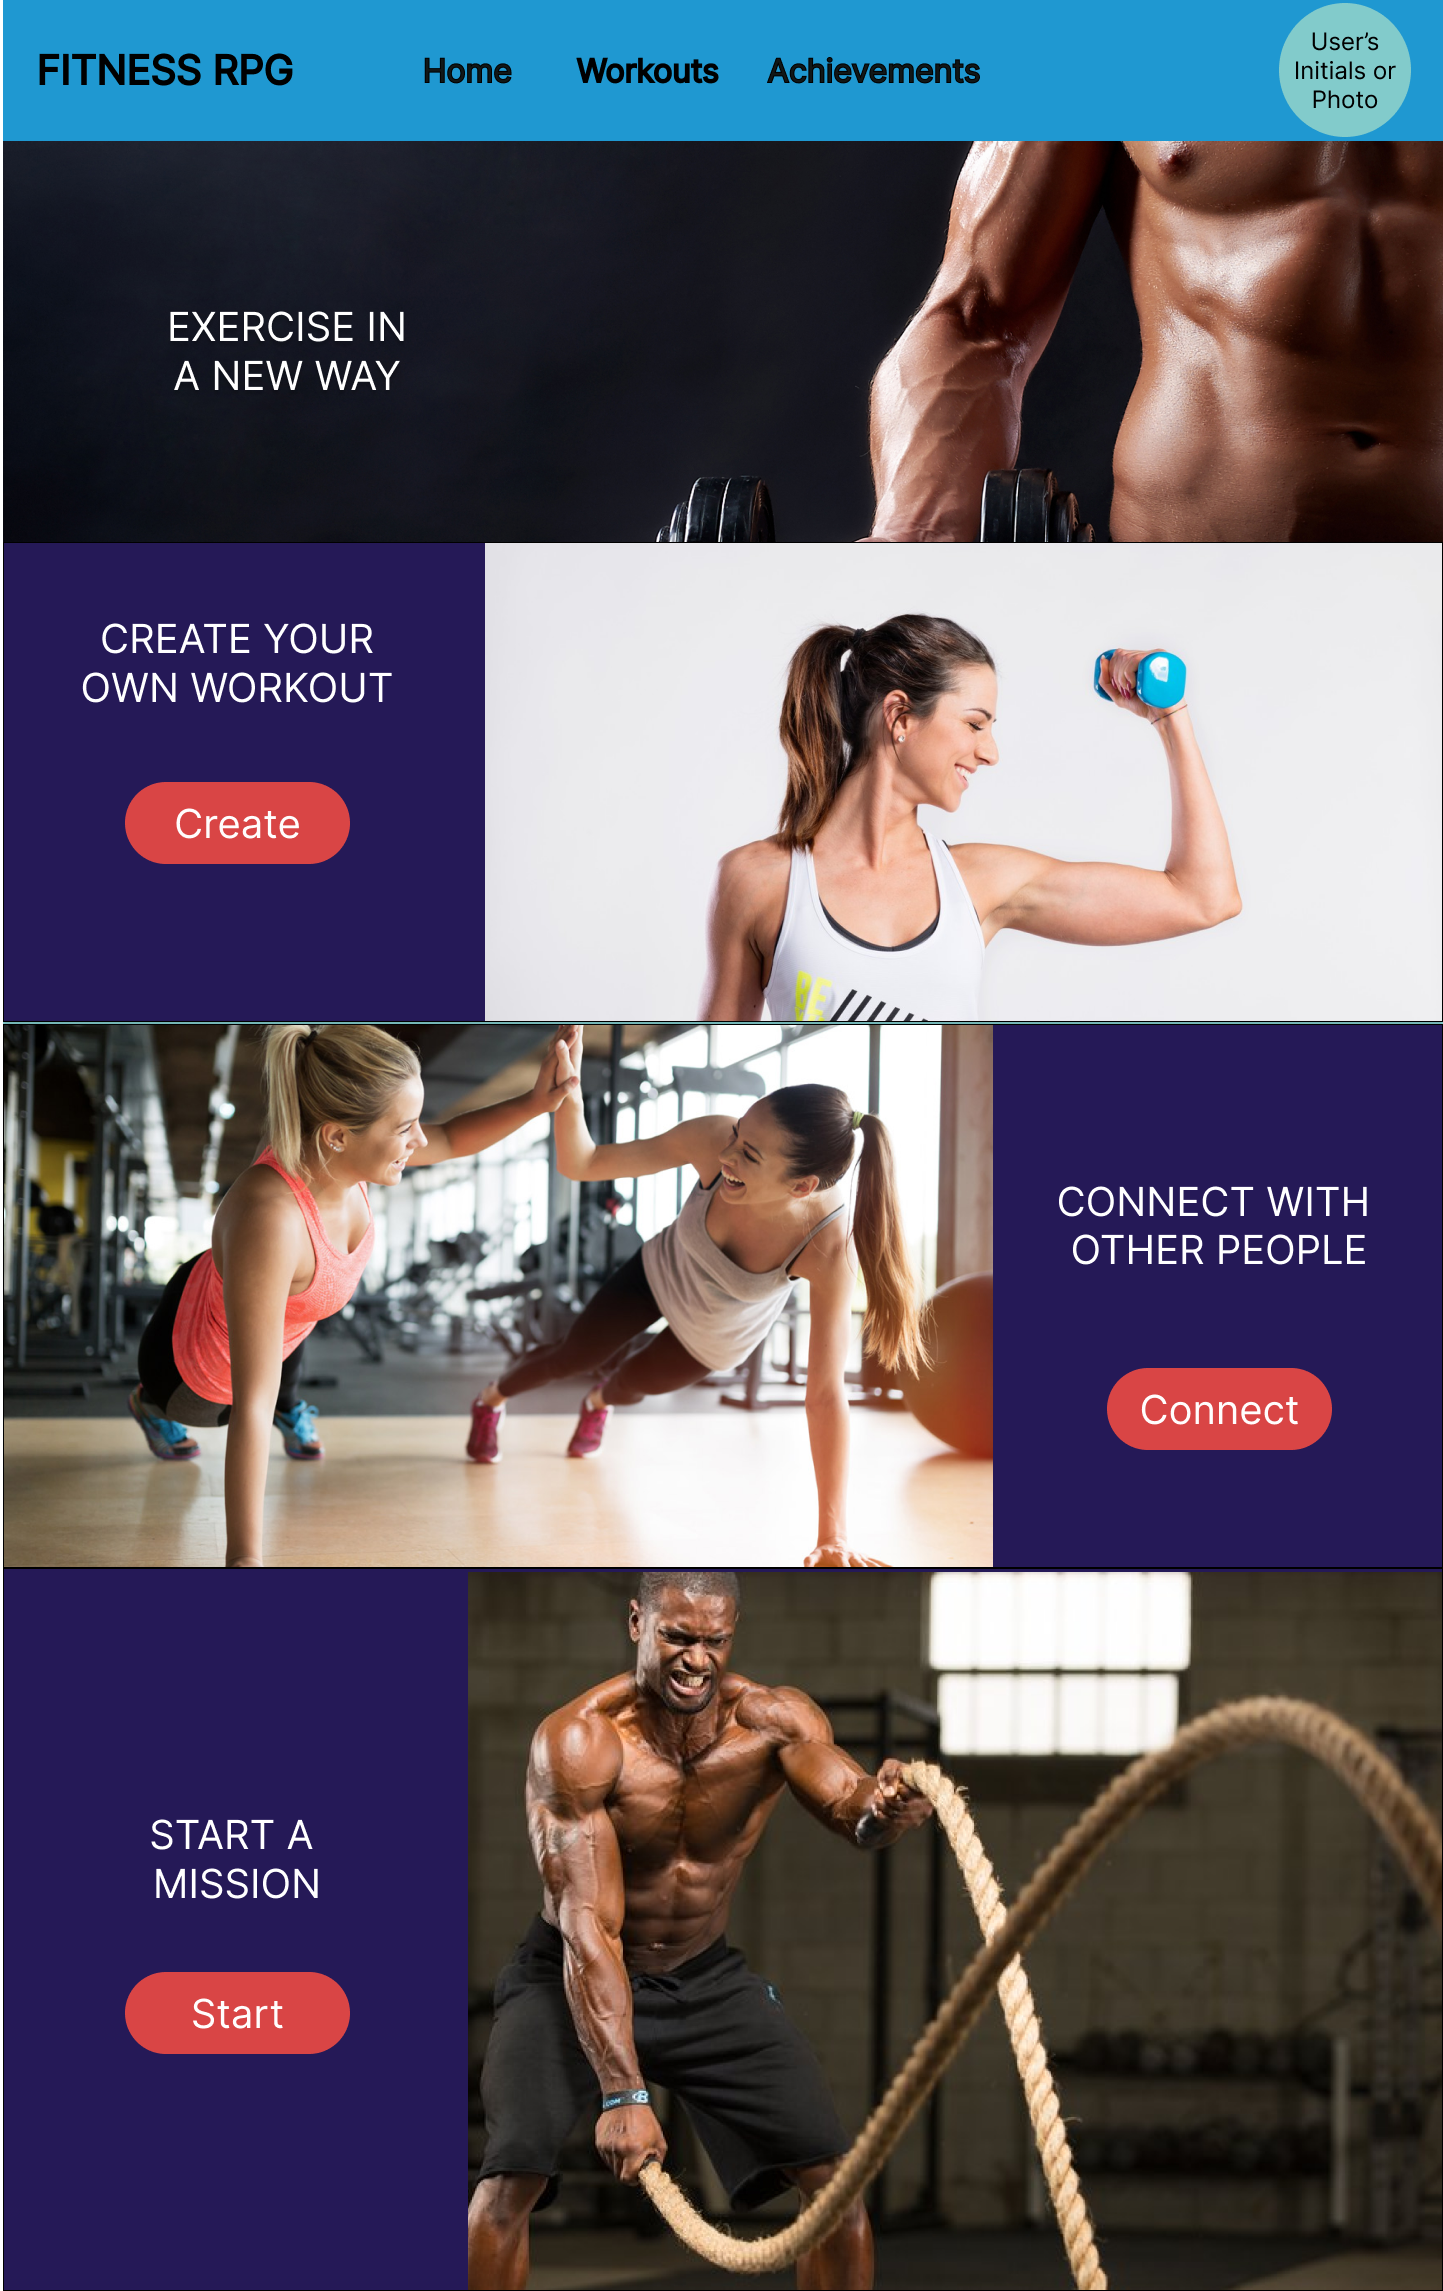 FITNESS RPG
Home
Workouts
Achievements
User’s
Initials or
Photo
EXERCISE IN
A NEW WAY
CREATE YOUR
OWN WORKOUT
Create
BE
CONNECT WITH
OTHER PEOPLE
Connect
START A
MISSION
Start